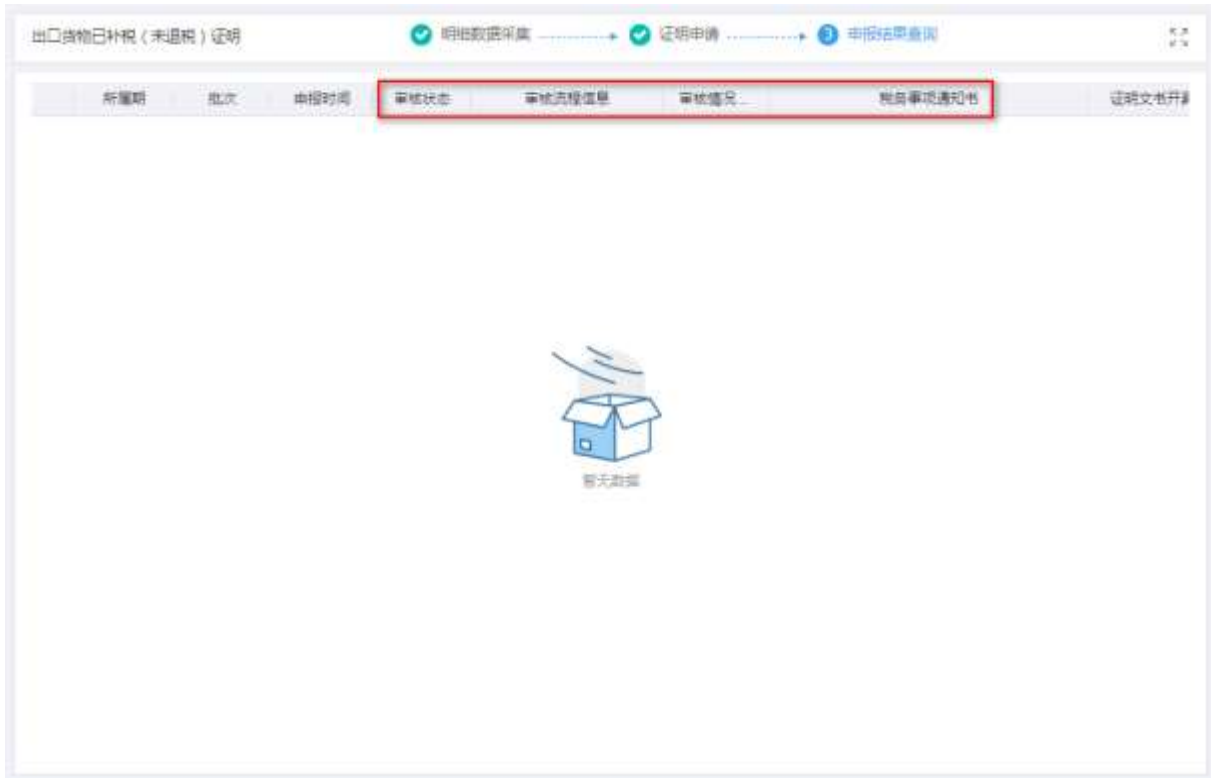 出口货物已补税（未退税）证明 明细数据采集 证明申请 3 申报结果查询
所属期 批次 申报时间 审核状态 审核流程信息 审核情况... 税务事项通知书 证明文书开具
暂无数据